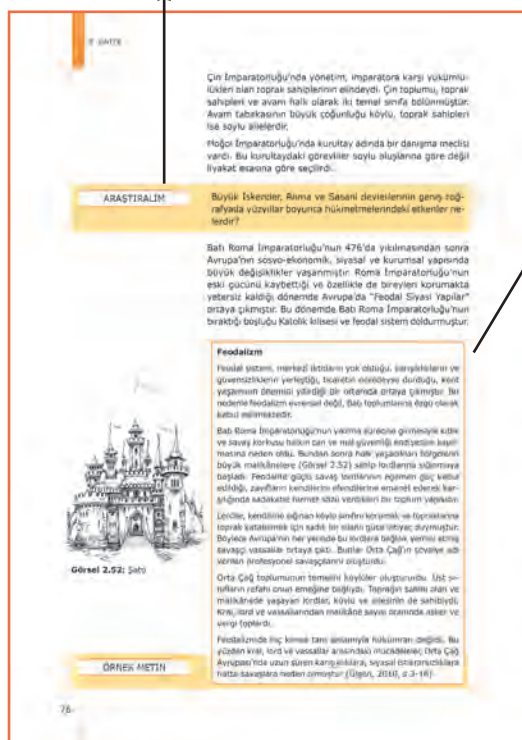 2. ÜNİTE
Çin İmparatorluğu'nda yönetim, imparatora karşı yükümlü-
lükleri olan toprak sahiplerinin elindeydi. Çin toplumu, toprak
sahipleri ve avam halk olarak iki temel sınıfa bölünmüştür.
Avam tabakasının büyük çoğunluğu köylü, toprak sahipleri
ise soylu ailelerdir.
Moğol İmparatorluğu'nda kurultay adında bir danışma meclisi
vardı. Bu kurultaydaki görevliler soylu oluşlarına göre değil
liyakat esasına göre seçilirdi.
ARAŞTIRALIM
Büyük İskender, Roma ve Sasani devletlerinin geniş coğ-
rafyada yüzyıllar boyunca hükmetmelerindeki etkenler ne-
lerdir?
Batı Roma İmparatorluğu'nun 476'da yıkılmasından sonra
Avrupa'nın sosyo-ekonomik, siyasal ve kurumsal yapısında
büyük değişiklikler yaşanmıştır. Roma İmparatorluğu'nun
eski gücünü kaybettiği ve özellikle de bireyleri korumakta
yetersiz kaldığı dönemde Avrupa'da "Feodal Siyasi Yapılar"
ortaya çıkmıştır. Bu dönemde Batı Roma İmparatorluğu'nun
bıraktığı boşluğu Katolik kilisesi ve feodal sistem doldurmuştur.
Feodalizm
Feodal sistem, merkezî iktidarın yok olduğu, karışıklıkların ve
güvensizliklerin yerleştiği, ticaretin neredeyse durduğu, kent
yaşamının önemini yitirdiği bir ortamda ortaya çıkmıştır. Bu
nedenle feodalizm evrensel değil, Batı toplumlarına özgü olarak
kabul edilmektedir.
Batı Roma İmparatorluğu'nun yıkılma sürecine girmesiyle kıtlık
ve savaş korkusu halkın can ve mal güvenliği endişesine kapıl-
masına neden oldu. Bundan sonra halk yaşadıkları bölgelerin
büyük malikânelere (Görsel 2.52) sahip lordlarına sığınmaya
başladı. Feodalite güçlü savaş lordlarının egemen güç kabul
edildiği, zayıfların kendilerini efendilerine emanet ederek kar-
şılığında sadakatle hizmet sözü verdikleri bir toplum yapısıdır.
Lordlar, kendilerine sığınan köylü sınıfını korumak ve topraklarına
toprak katabilmek için sadık bir silahlı güce ihtiyaç duymuştur.
Böylece Avrupa'nın her yerinde bu lordlara bağlılık yemini etmiş
savaşçı vassallar ortaya çıktı. Bunlar Orta Çağ'ın şövalye adı
verilen profesyonel savaşçılarını oluşturdu.
Orta Çağ toplumunun temelini köylüler oluştururdu. Üst sı-
nıfların refahı onun emeğine bağlıydı. Toprağın sahibi olan ve
malikânede yaşayan lordlar, köylü ve ailesinin de sahibiydi.
Kral, lord ve vassallarından malikâne sayısı oranında asker ve
vergi toplardı.
Feodalizmde hiç kimse tam anlamıyla hükümran değildi. Bu
yüzden kral, lord ve vassallar arasındaki mücadeleler, Orta Çağ
Avrupası'nda uzun süren karışıklıklara, siyasal istikrarsızlıklara
hatta savaşlara neden olmuştur 2010, s.3-16).
Görsel 2.52: Şato
ÖRNEK METİN
76